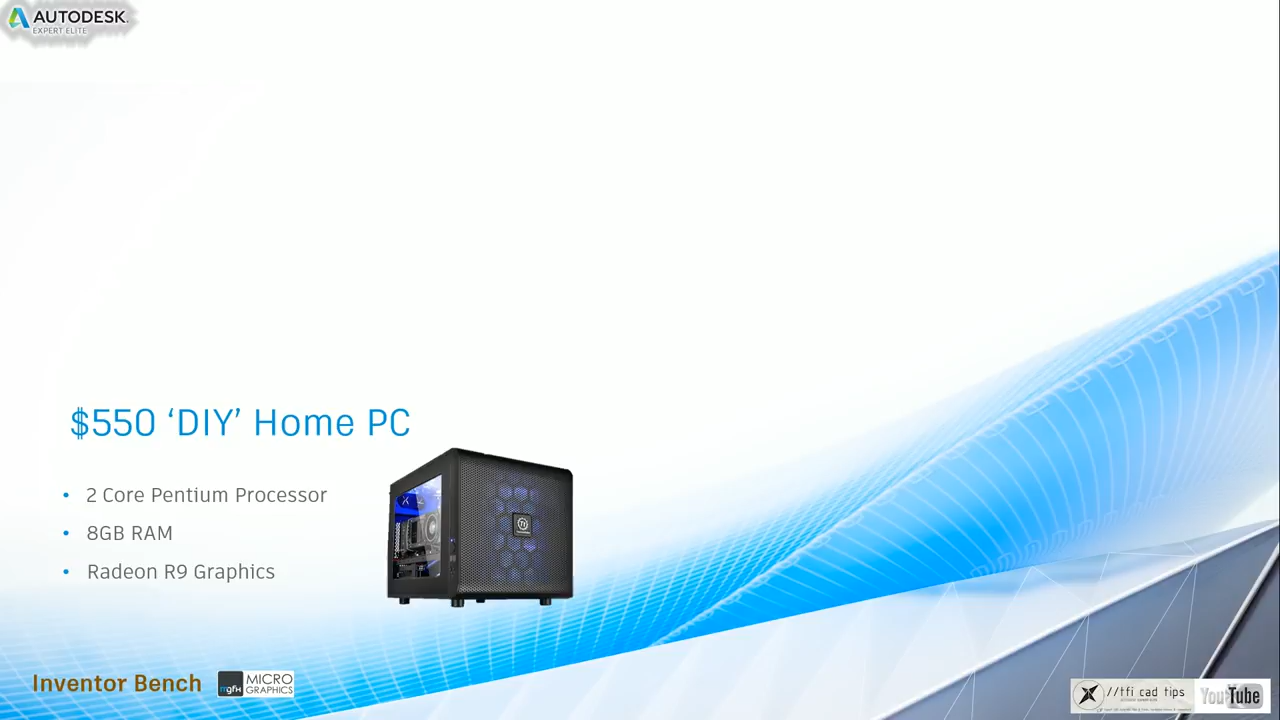 AUTODESK.
EXPERT ELITE
$550 ‘DIY’ Home PC
• 2 Core Pentium Processor
• 8GB RAM
• Radeon R9 Graphics
Inventor Bench
mgfx
MICRO
GRAPHICS
//tfi cad tips
YouTube